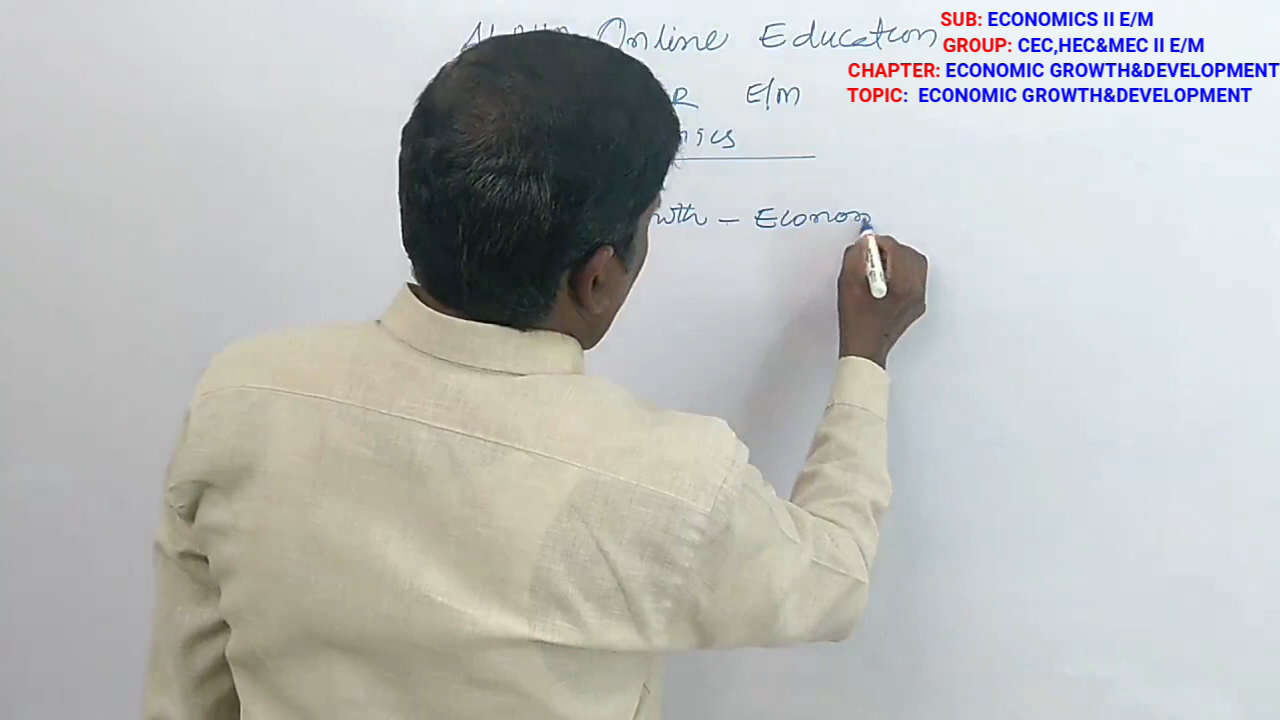 Online Education
SUB: ECONOMICS II E/M
GROUP: CEC,HEC&MEC II E/M
CHAPTER: ECONOMIC GROWTH&DEVELOPMENT
R E/M
TOPIC: ECONOMIC GROWTH&DEVELOPMENT
mics
wth - Econom